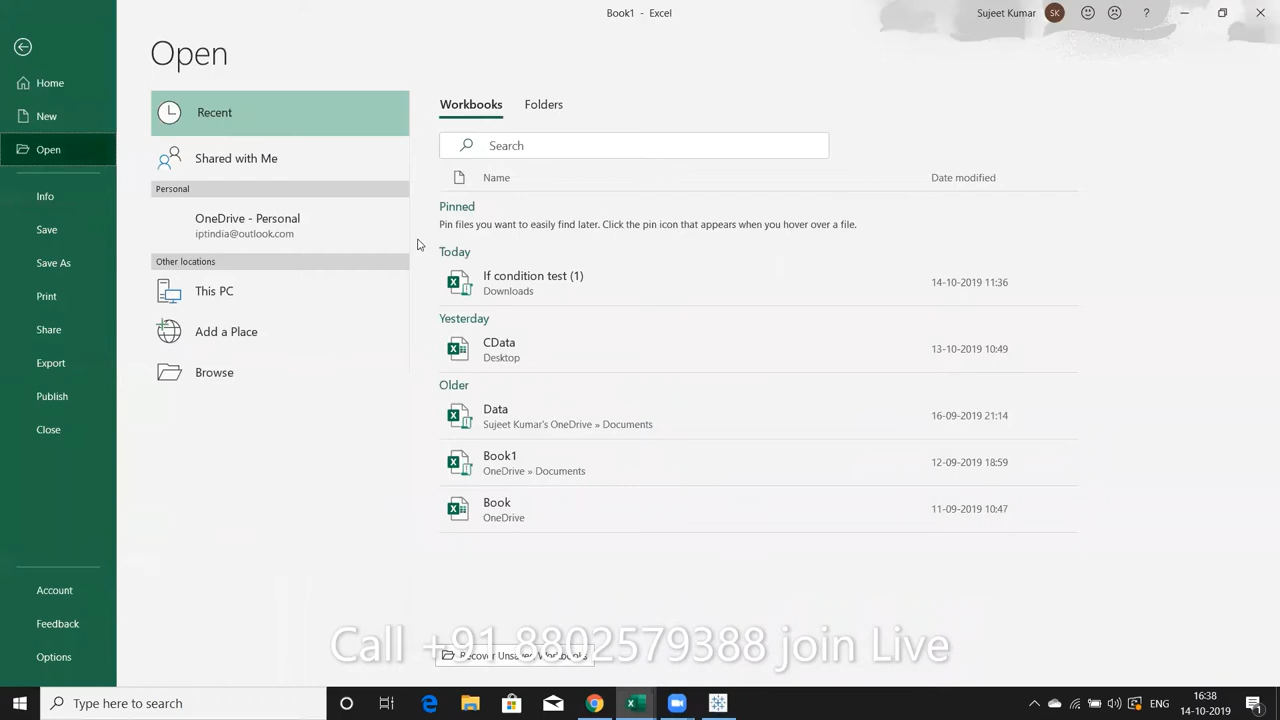 Book1 - Excel
Sujeet Kumar
SK
?
Open
Home
New
Open
Info
Save
Save As
Print
Share
Export
Publish
Close
Account
Feedback
Options
Recent
Shared with Me
Personal
OneDrive - Personal
iptindia@outlook.com
Other locations
This PC
Add a Place
Browse
Workbooks
Folders
Search
Name
Date modified
Pinned
Pin files you want to easily find later. Click the pin icon that appears when you hover over a file.
Today
If condition test (1)
Downloads
14-10-2019 11:36
Yesterday
CData
Desktop
13-10-2019 10:49
Older
Data
Sujeet Kumar's OneDrive » Documents
16-09-2019 21:14
Book1
OneDrive » Documents
12-09-2019 18:59
Book
OneDrive
11-09-2019 10:47
Recover Unsaved Workbooks
Call +91 8802579388 join Live
Type here to search
ENG
16:38
14-10-2019
1